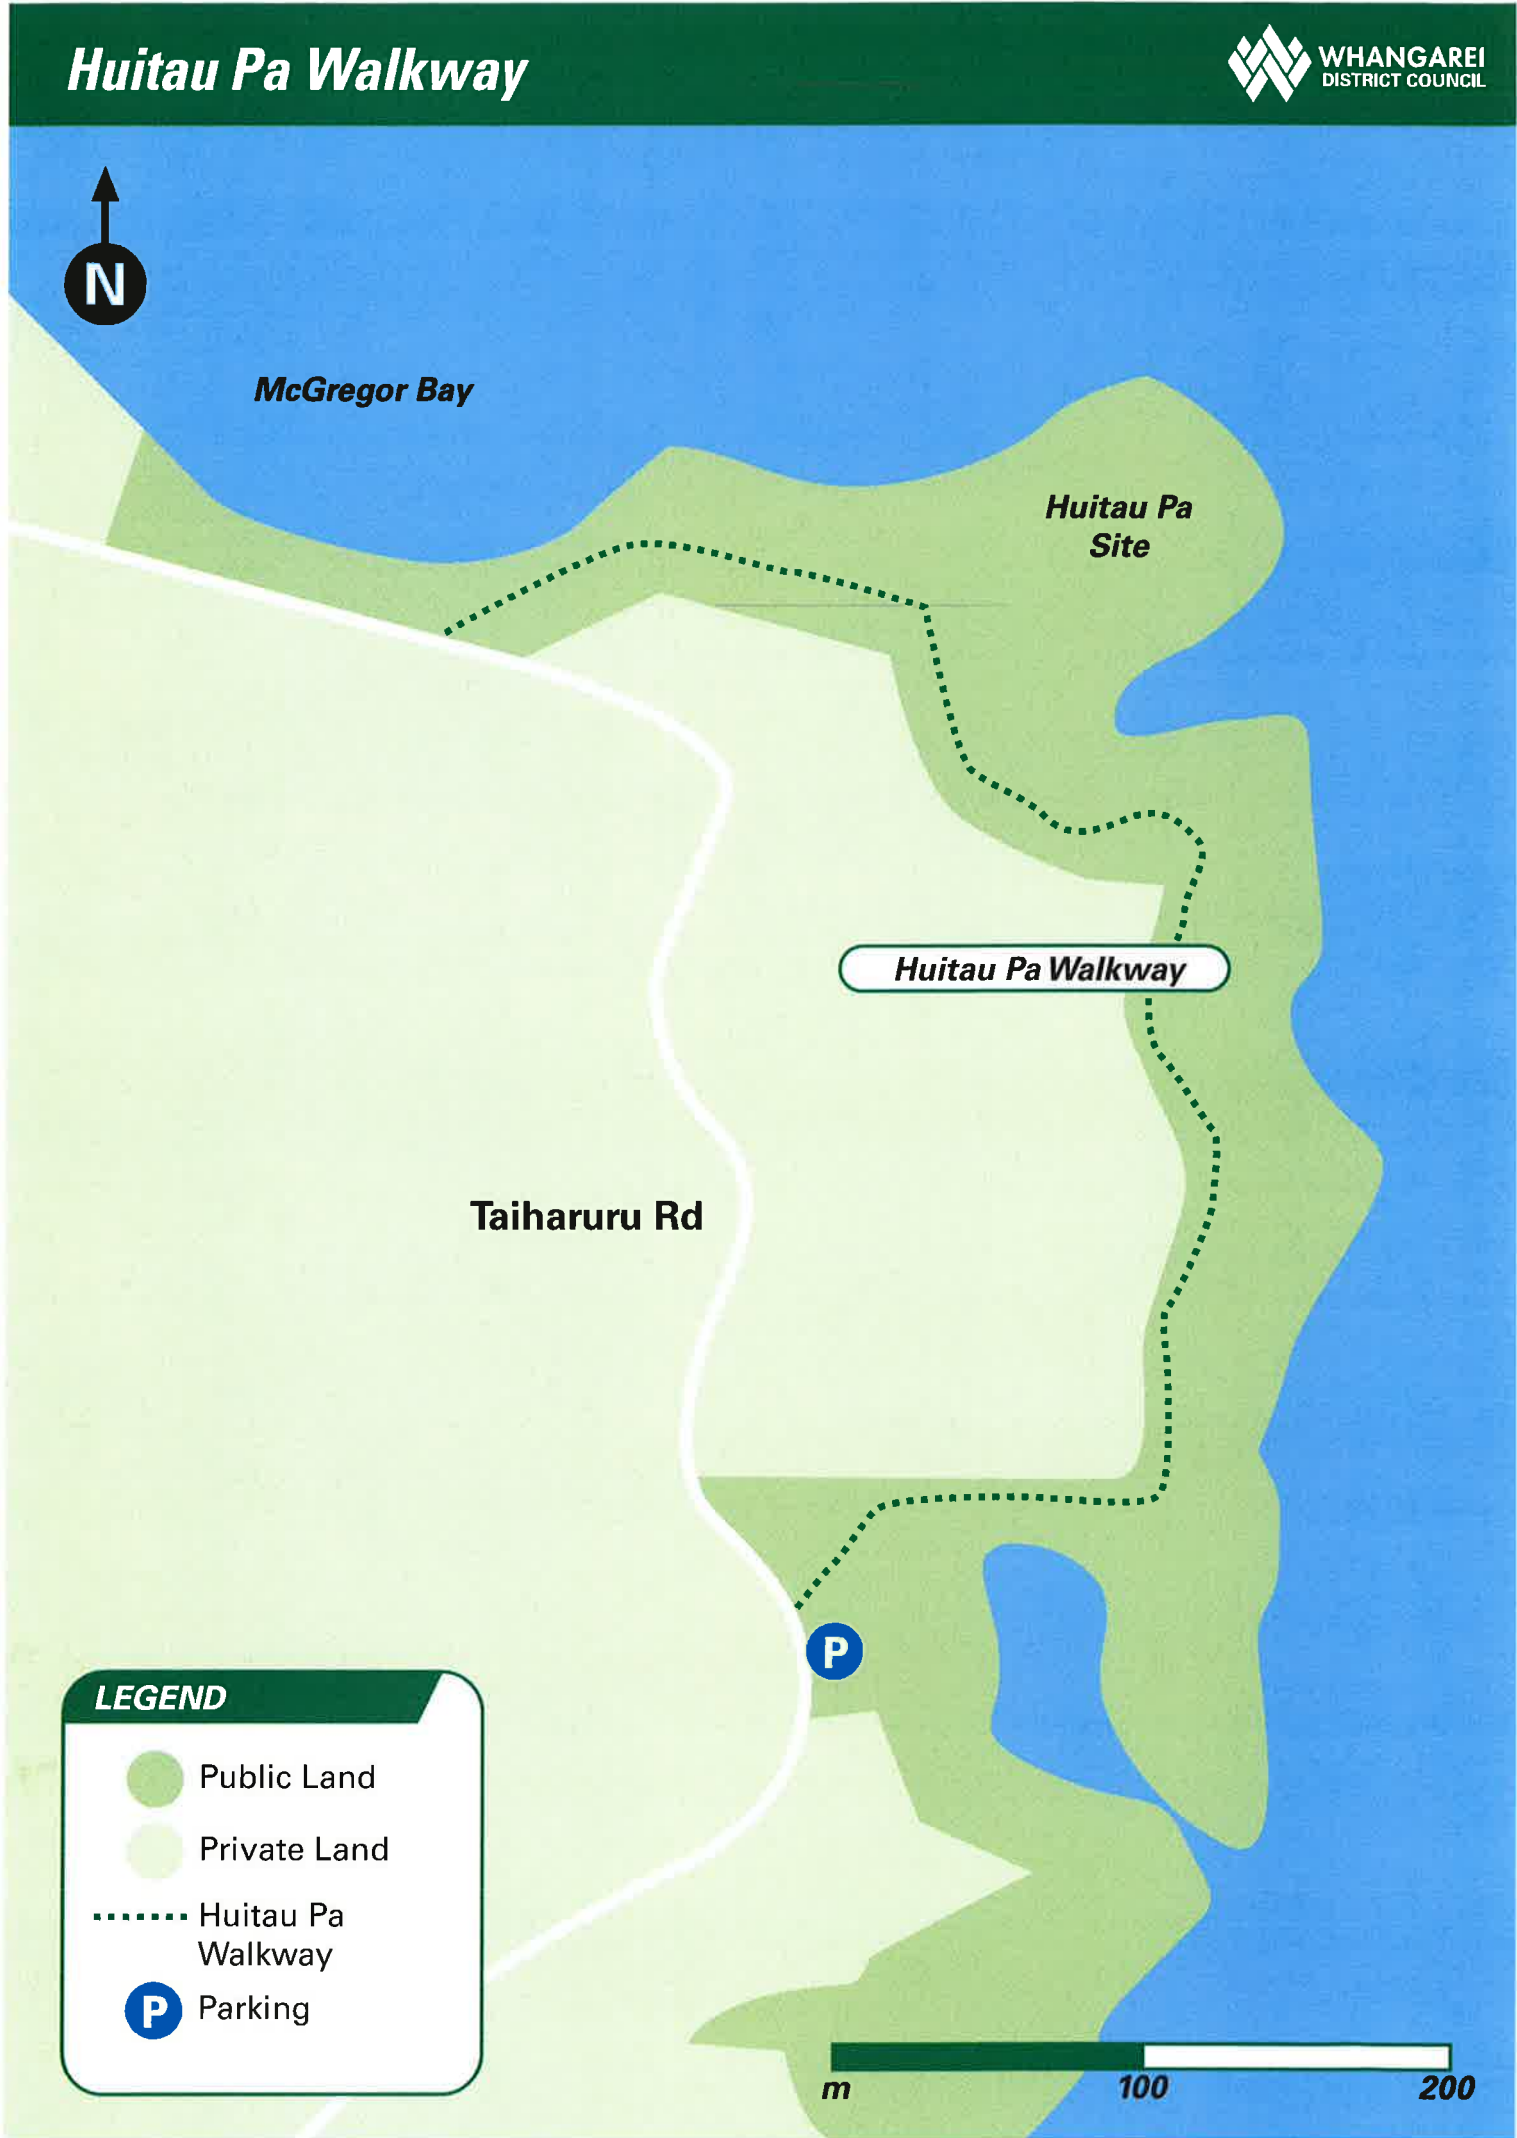 Huitau Pa Walkway
WHANGAREI
DISTRICT COUNCIL
N
McGregor Bay
Huitau Pa
Site
Huitau Pa Walkway
Taiharuru Rd
P
LEGEND
Public Land
Private Land
Huitau Pa
Walkway
P Parking
m 100 200